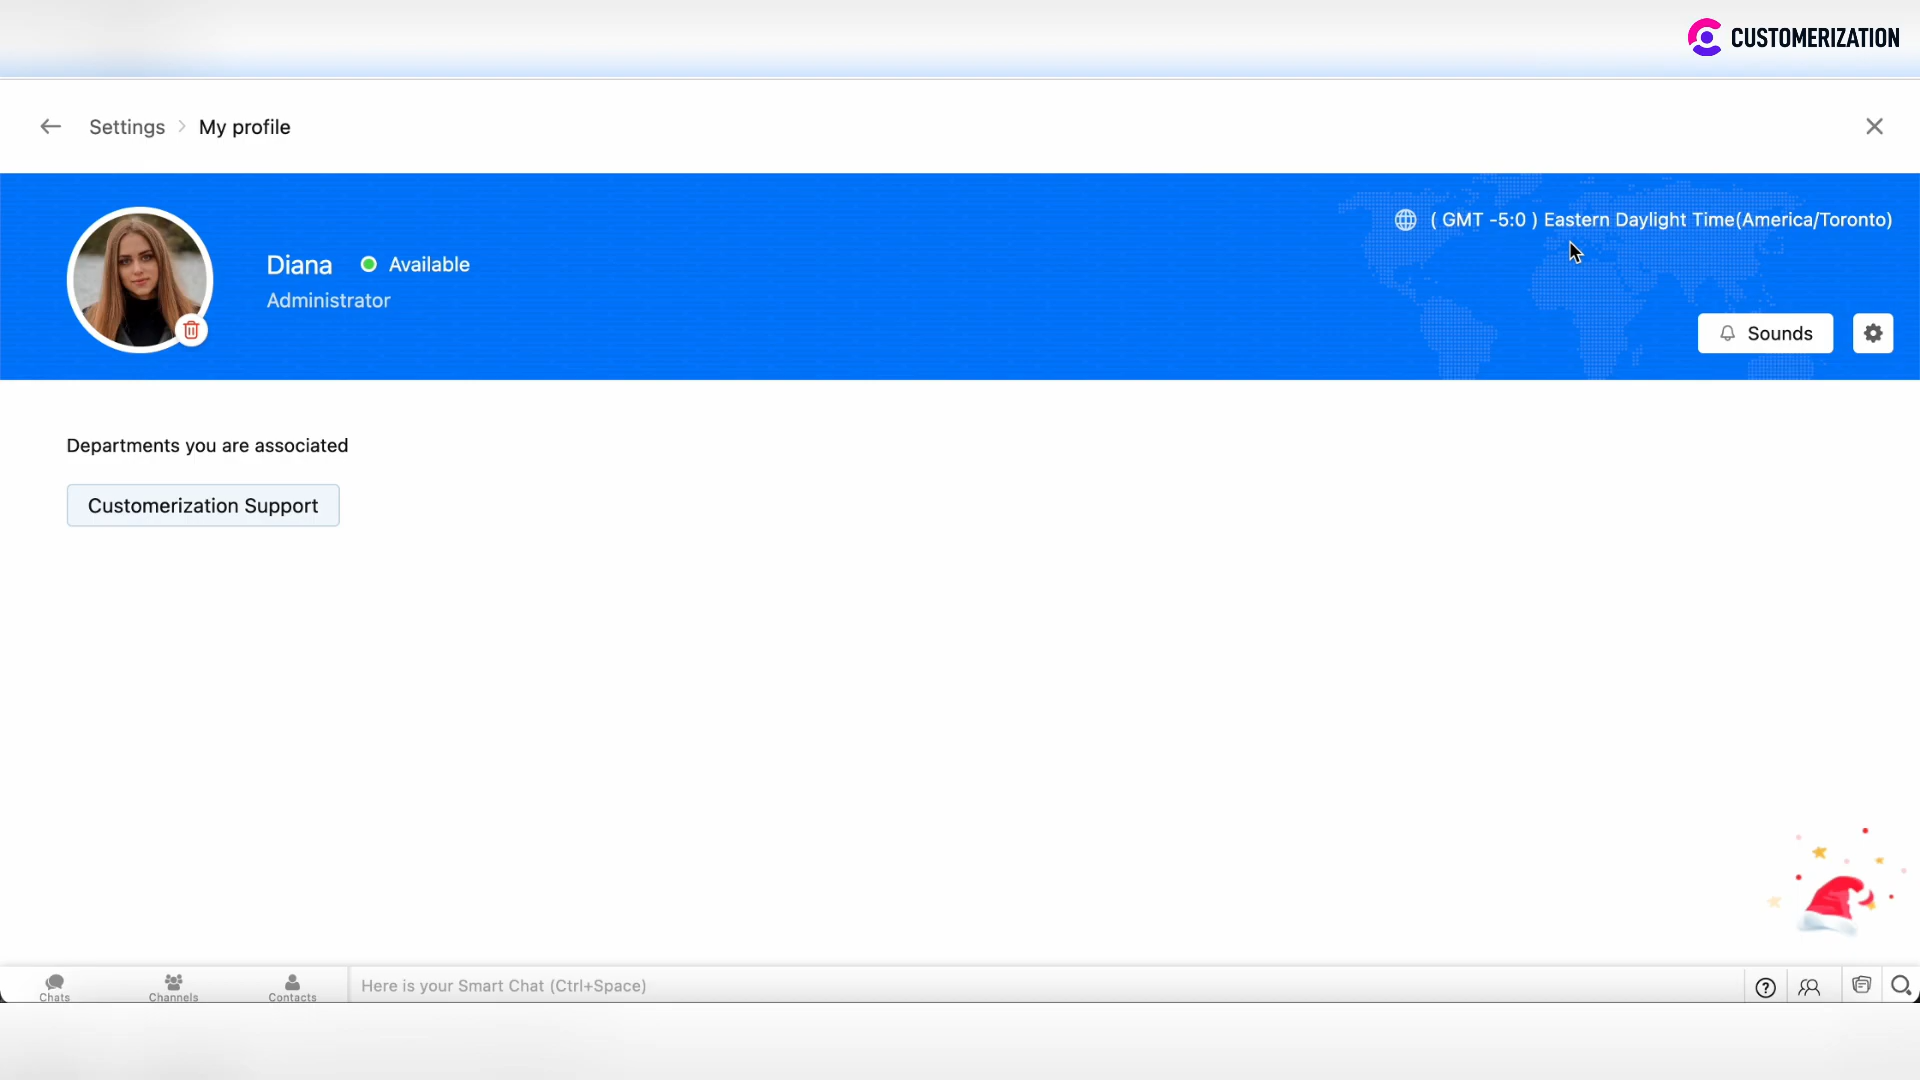 CUSTOMERIZATION
Settings > My profile
( GMT -5:0 ) Eastern Daylight Time(America/Toronto)
Diana Available
Administrator
Sounds
Departments you are associated
Customerization Support
Chats Channels Contacts Here is your Smart Chat (Ctrl+Space)